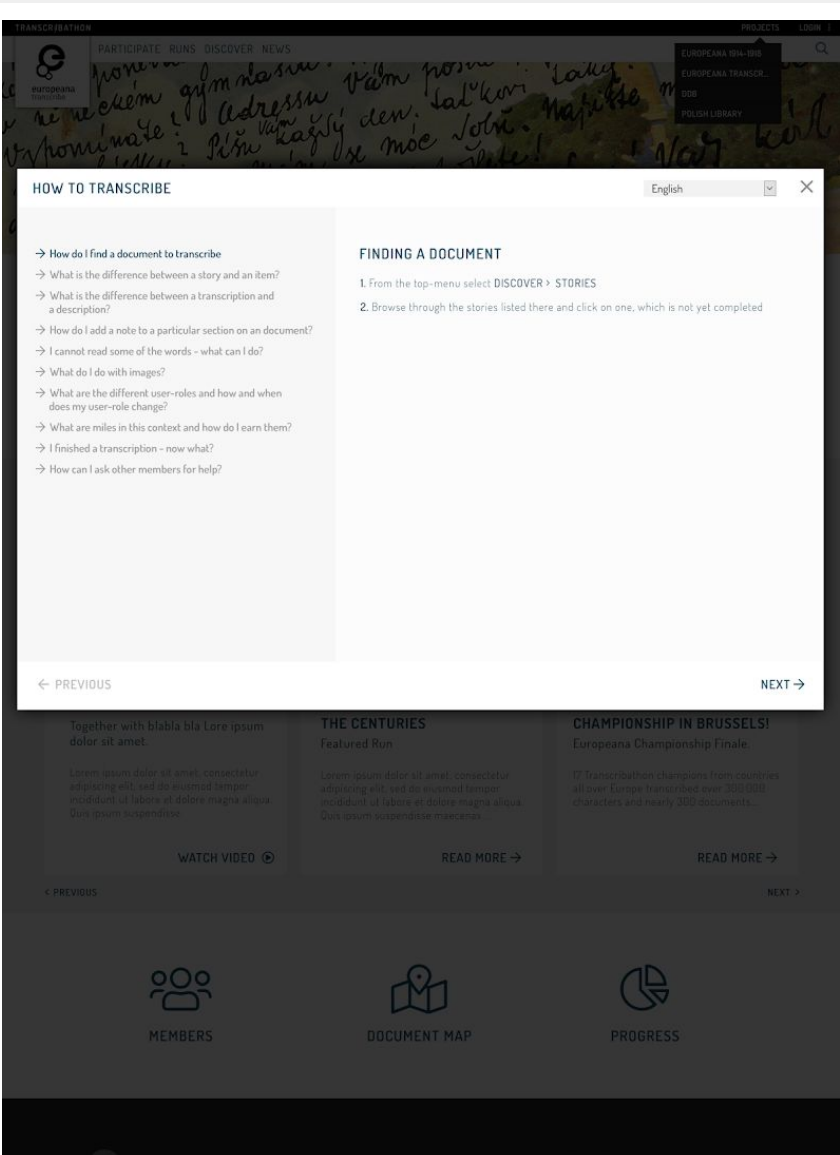 TRANSCRIBATHON
PROJECTS LOGIN
europeana
transcribe
PARTICIPATE RUNS DISCOVER NEWS
EUROPEANA 1914-1918
EUROPEANA TRANSCR...
DDB
POLISH LIBRARY
gymnasiu
adressu Vám každý den.
Píšu
HOW TO TRANSCRIBE
English
→ How do I find a document to transcribe
→ What is the difference between a story and an item?
→ What is the difference between a transcription and
a description?
→ How do I add a note to a particular section on an document?
→ I cannot read some of the words - what can I do?
→ What do I do with images?
→ What are the different user-roles and how and when
does my user-role change?
→ What are miles in this context and how do I earn them?
→ I finished a transcription - now what?
→ How can I ask other members for help?
FINDING A DOCUMENT
1. From the top-menu select DISCOVER > STORIES
2. Browse through the stories listed there and click on one, which is not yet completed
← PREVIOUS
NEXT →
Together with blabla bla Lore ipsum
dolor sit amet.
Lorem ipsum dolor sit amet, consectetur
adipiscing elit, sed do eiusmod tempor
incididunt ut labore et dolore magna aliqua.
Quis ipsum suspendisse
WATCH VIDEO
THE CENTURIES
Featured Run
Lorem ipsum dolor sit amet, consectetur
adipiscing elit, sed do eiusmod tempor
incididunt ut labore et dolore magna aliqua.
Quis ipsum suspendisse maecenas...
READ MORE →
CHAMPIONSHIP IN BRUSSELS!
Europeana Championship Finale.
17 Transcribathon champions from countries
all over Europe transcribed over 300.000
characters and nearly 300 documents...
READ MORE →
< PREVIOUS
NEXT >
MEMBERS
DOCUMENT MAP
PROGRESS